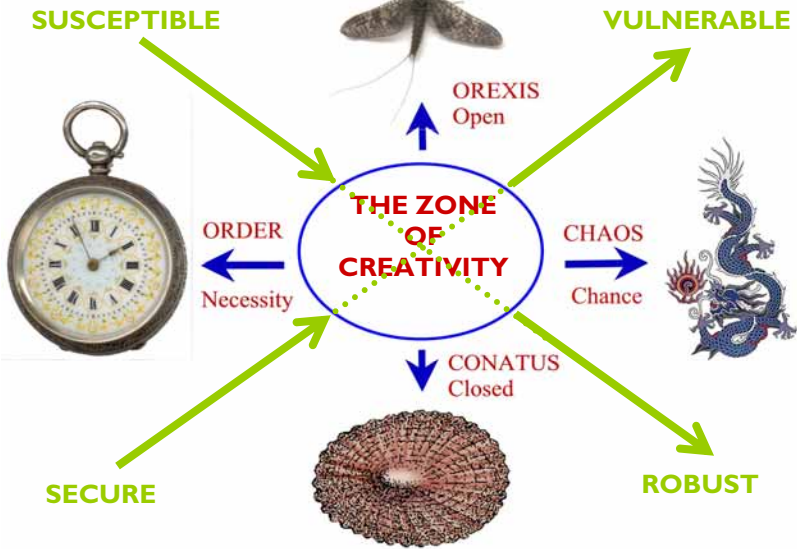 SUSCEPTIBLE
VULNERABLE
OREXIS
Open
THE ZONE
OF
CREATIVITY
ORDER
Necessity
CHAOS
Chance
CONATUS
Closed
SECURE
ROBUST